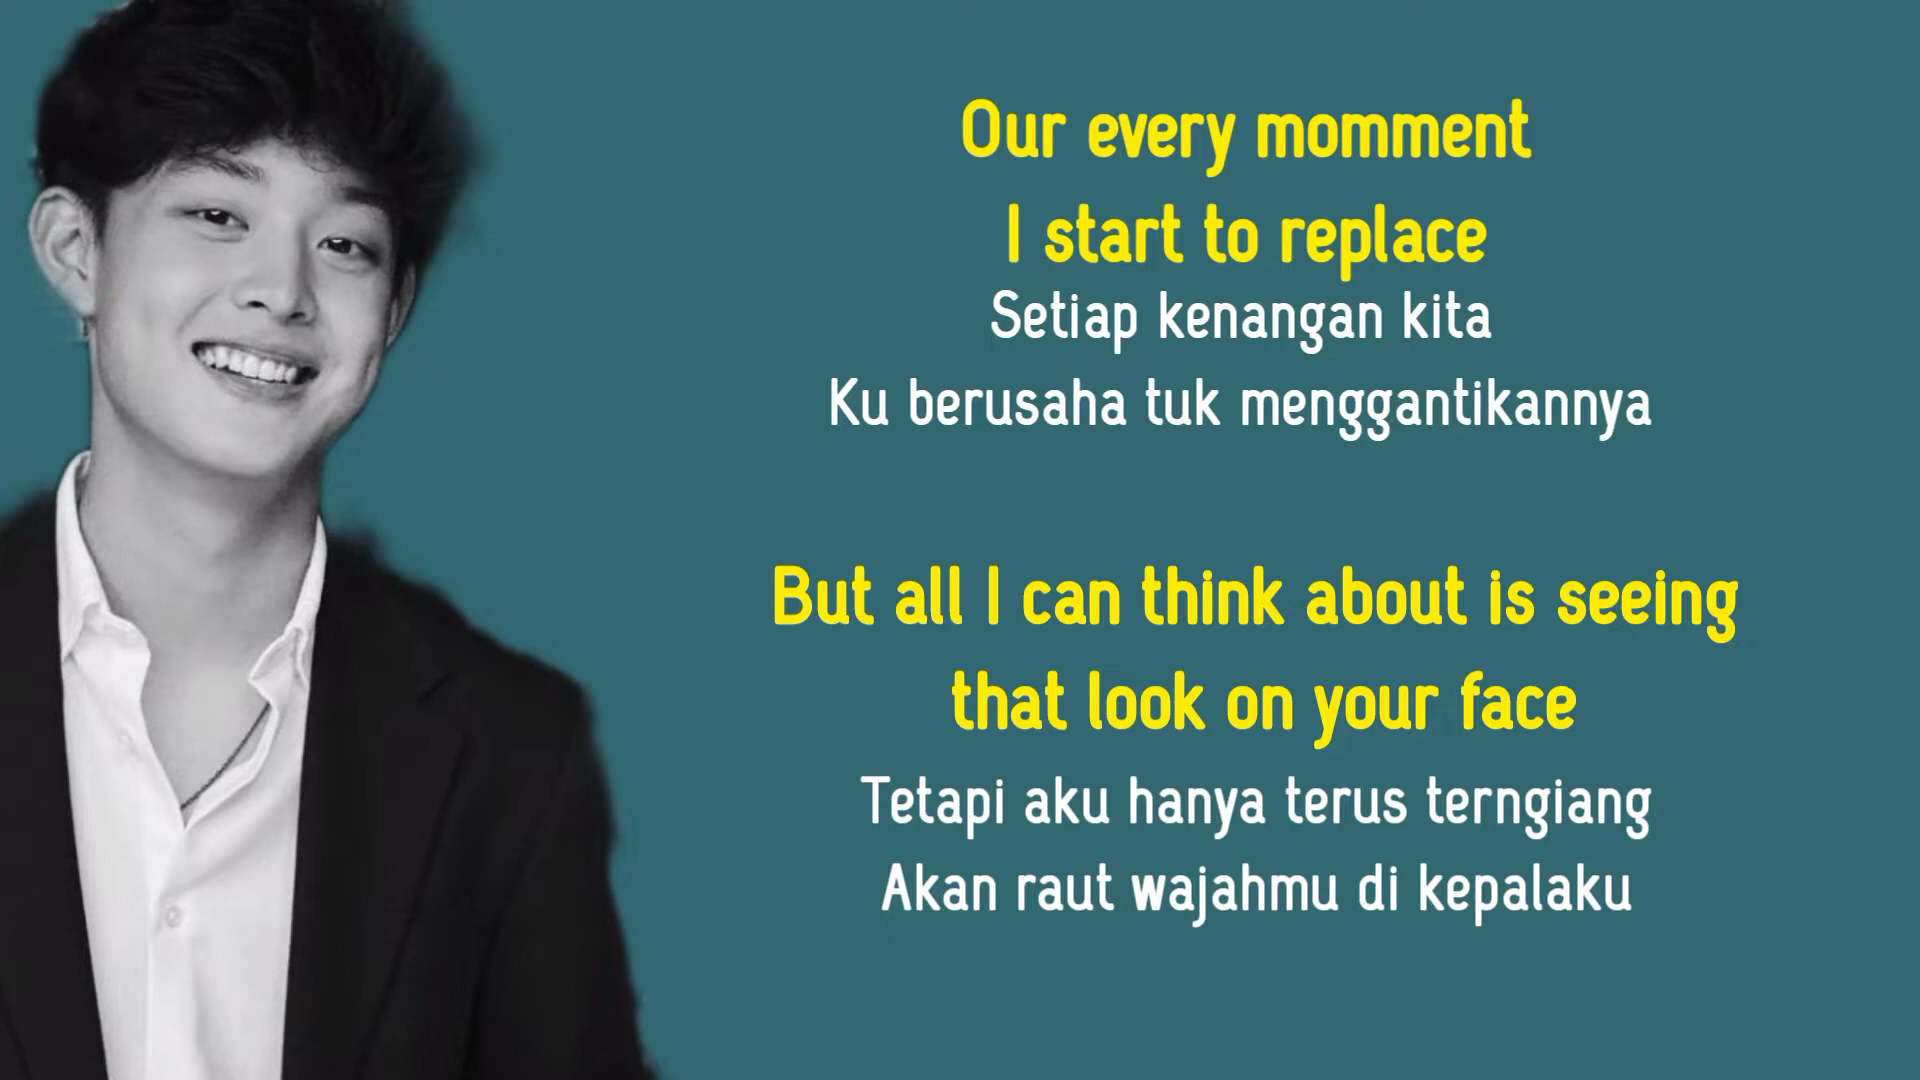 Our every momment
I start to replace
Setiap kenangan kita
Ku berusaha tuk menggantikannya
But all I can think about is seeing
that look on your face
Tetapi aku hanya terus terngiang
Akan raut wajahmu di kepalaku